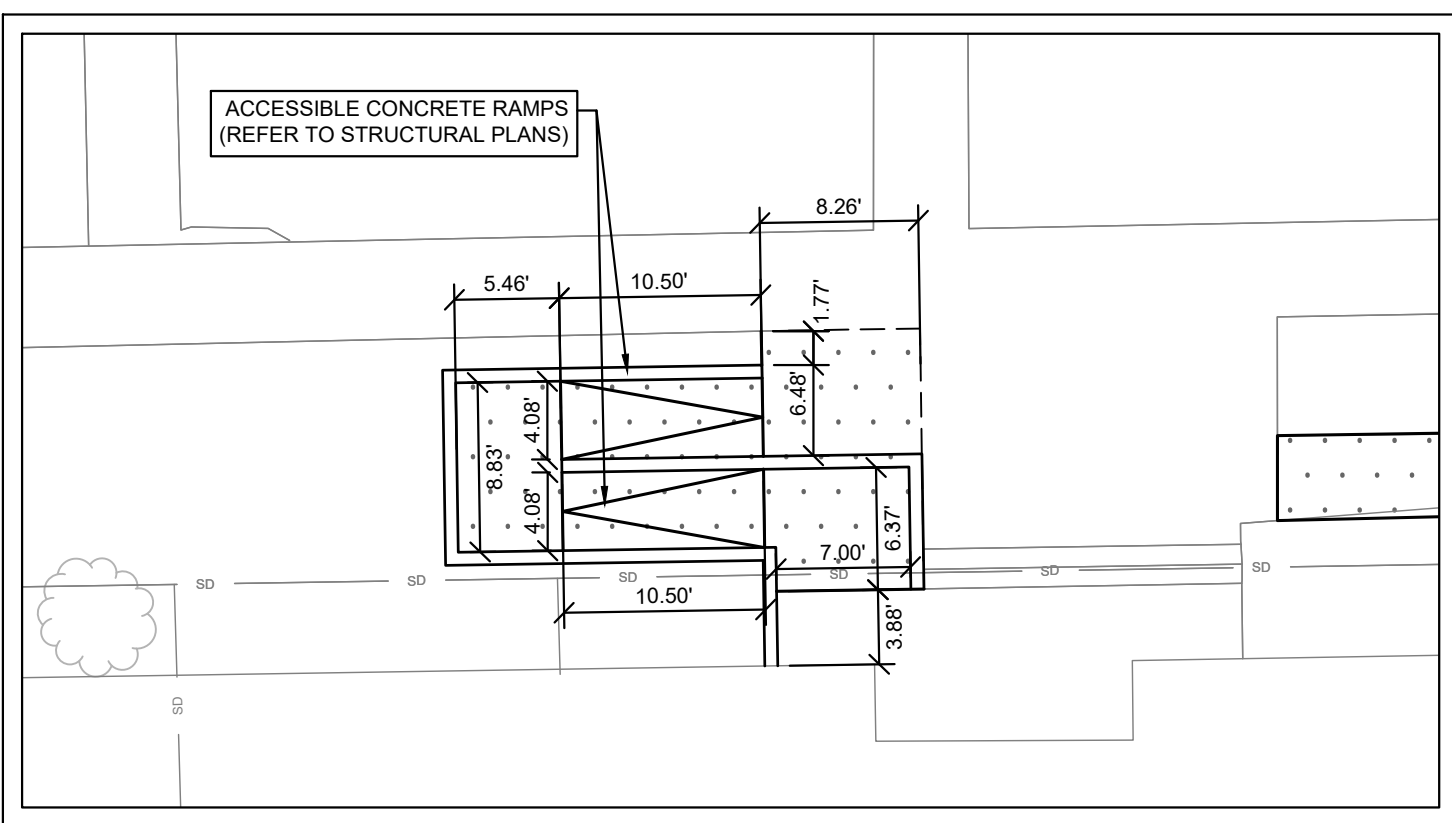 ACCESSIBLE CONCRETE RAMPS
(REFER TO STRUCTURAL PLANS)
8.26'
5.46'
10.50'
1.77'
6.48'
4.08'
8.83'
4.08'
6.37'
7.00'
SD
SD
SD
SD
SD
SD
10.50'
3.88'
SD